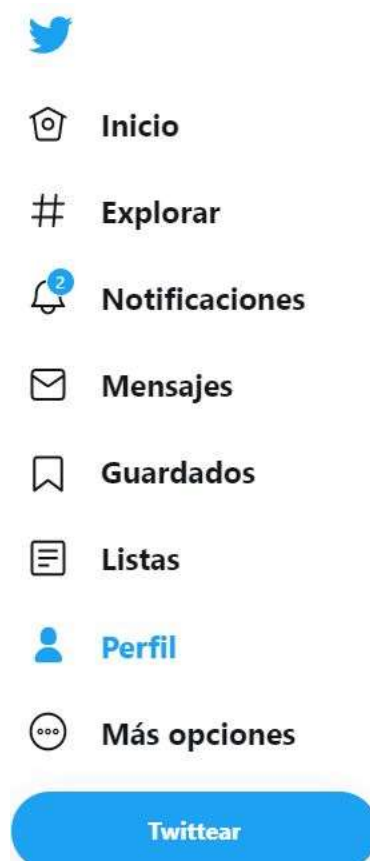 Inicio
Explorar
2
Notificaciones
Mensajes
Guardados
Listas
Perfil
Más opciones
Twittear